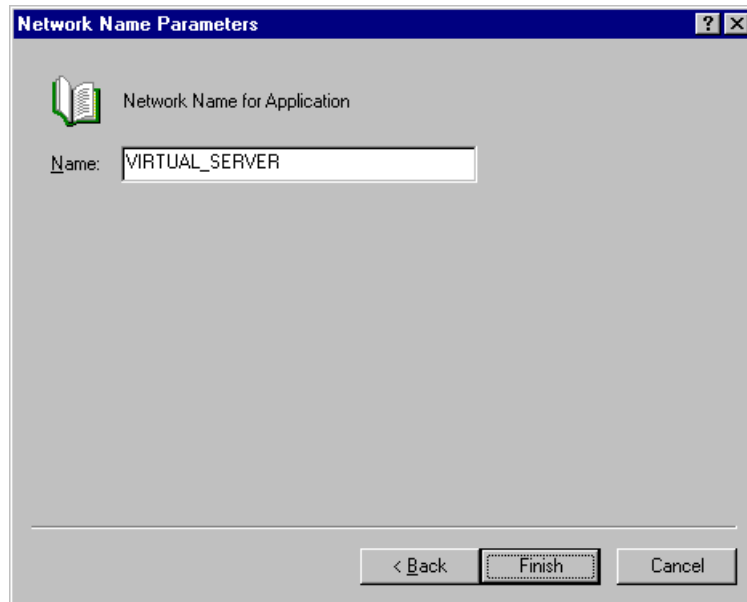 Network Name Parameters
Network Name for Application
Name: VIRTUAL_SERVER
< Back Finish Cancel